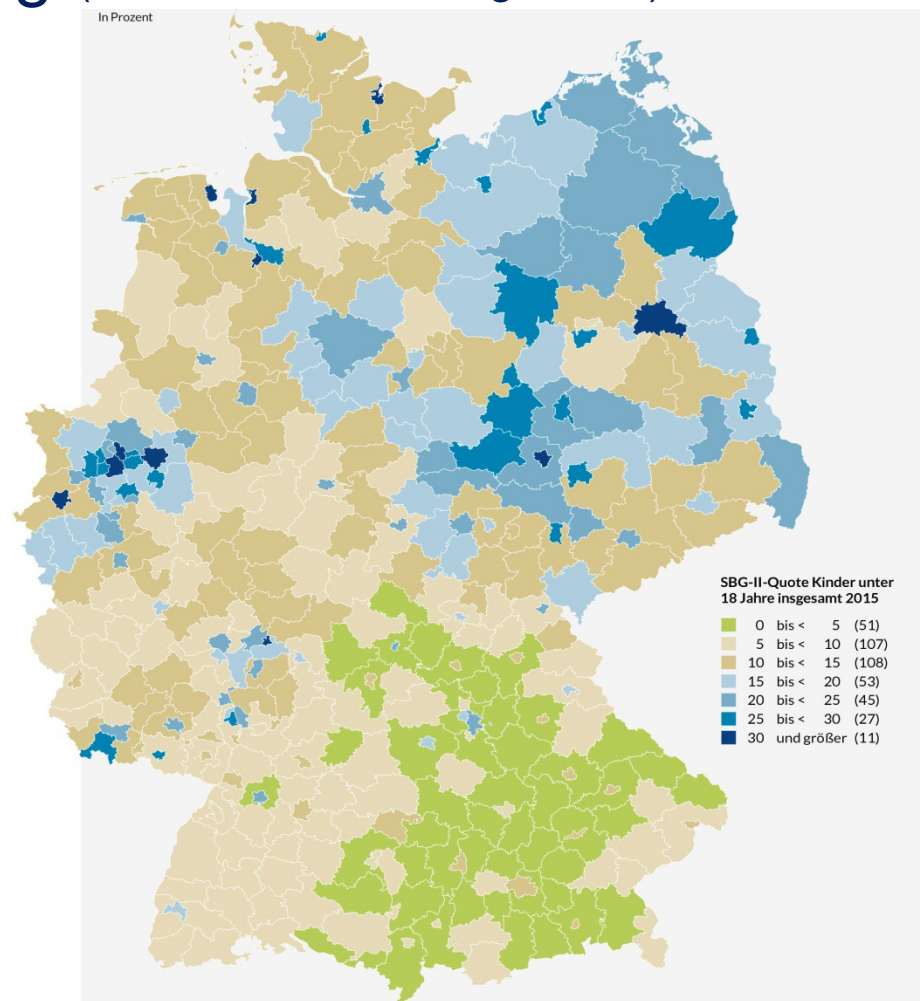 In Prozent
SBG-II-Quote Kinder unter
18 Jahre insgesamt 2015
0 bis < 5 (51)
5 bis < 10 (107)
10 bis < 15 (108)
15 bis < 20 (53)
20 bis < 25 (45)
25 bis < 30 (27)
30 und größer (11)